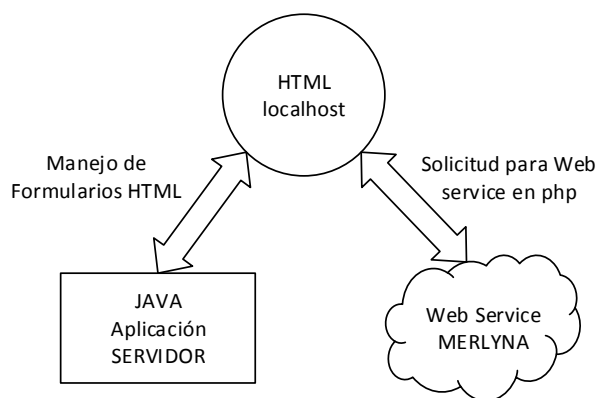 HTML
localhost
Manejo de
Formularios HTML
Solicitud para Web
service en php
JAVA
Aplicación
SERVIDOR
Web Service
MERLYNA